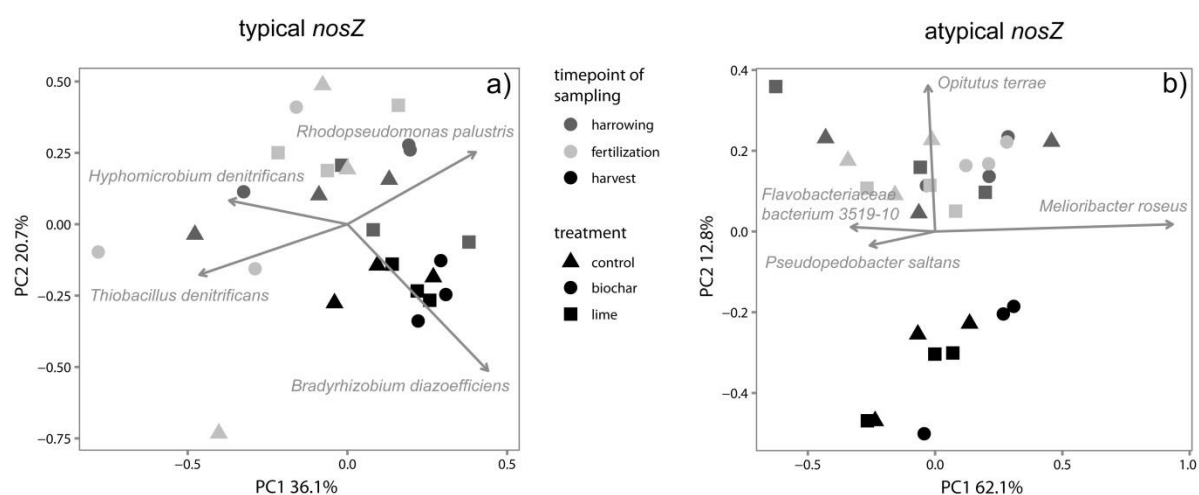 typical nosZ
a)
0.50
0.25
0.00
−0.25
−0.50
−0.75
PC2 20.7%
Rhodopseudomonas palustris
Hyphomicrobium denitrificans
Thiobacillus denitrificans
Bradyrhizobium diazoefficiens
−0.5
0.0
0.5
PC1 36.1%
timepoint of
sampling
harrowing
fertilization
harvest
treatment
control
biochar
lime
atypical nosZ
b)
0.4
0.2
0.0
−0.2
−0.4
PC2 12.8%
Opitutus terrae
Flavobacteriaceae
bacterium 3519-10
Melioribacter roseus
Pseudopedobacter saltans
−0.5
0.0
0.5
1.0
PC1 62.1%